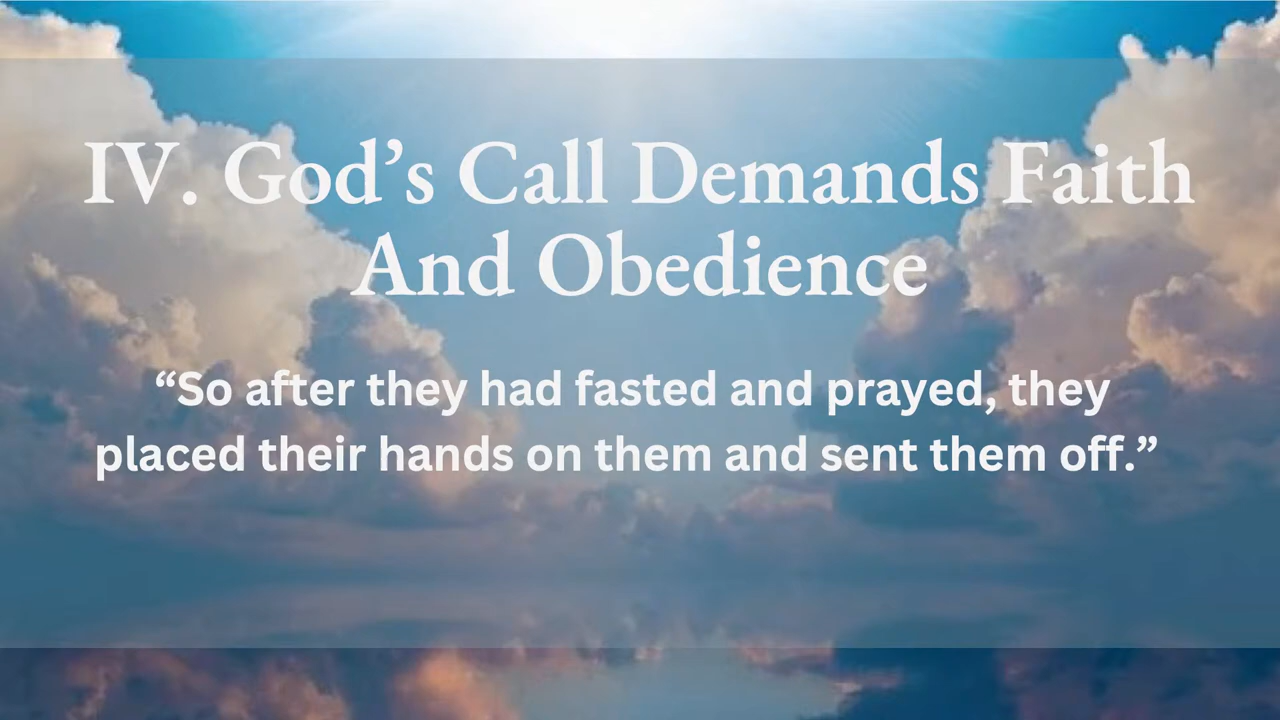 IV. God’s Call Demands Faith
And Obedience
“So after they had fasted and prayed, they
placed their hands on them and sent them off.”